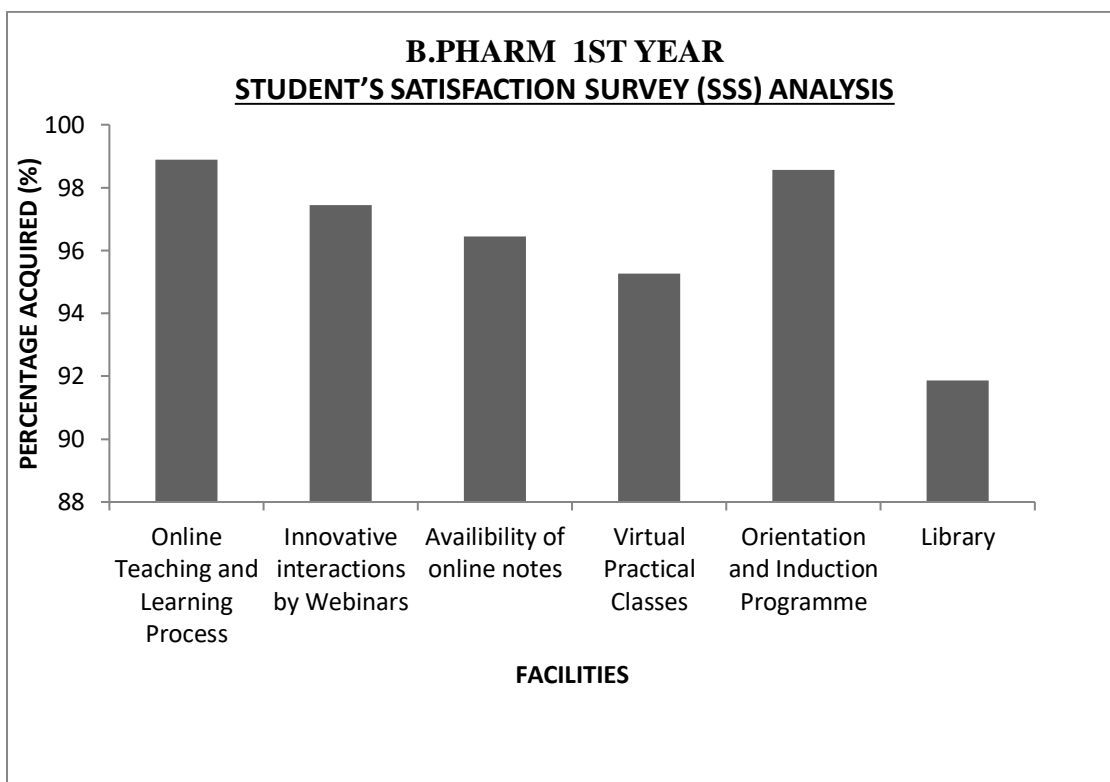 B.PHARM 1ST YEAR
STUDENT'S SATISFACTION SURVEY (SSS) ANALYSIS
PERCENTAGE ACQUIRED (%)
100
98
96
94
92
90
88
Online
Teaching and
Learning
Process
Innovative
interactions
by Webinars
Availibility of
online notes
Virtual
Practical
Classes
Orientation
and Induction
Programme
Library
FACILITIES